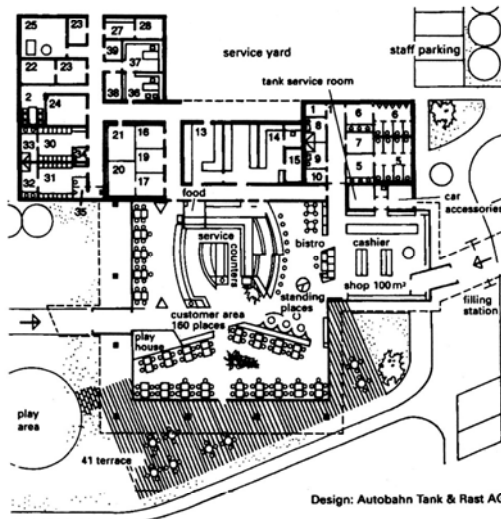 25
23
27
28
39
37
22
23
38
36
2
24
33
30
32
31
35
21
16
19
20
17
13
14
15
1
8
9
10
6
6
7
5
5
service yard
staff parking
tank service room
car
accessories
food
service
counters
bistro
cashier
shop 100 m²
standing
places
filling
station
customer area
160 places
play
house
play
area
41 terrace
Design: Autobahn Tank & Rast AG